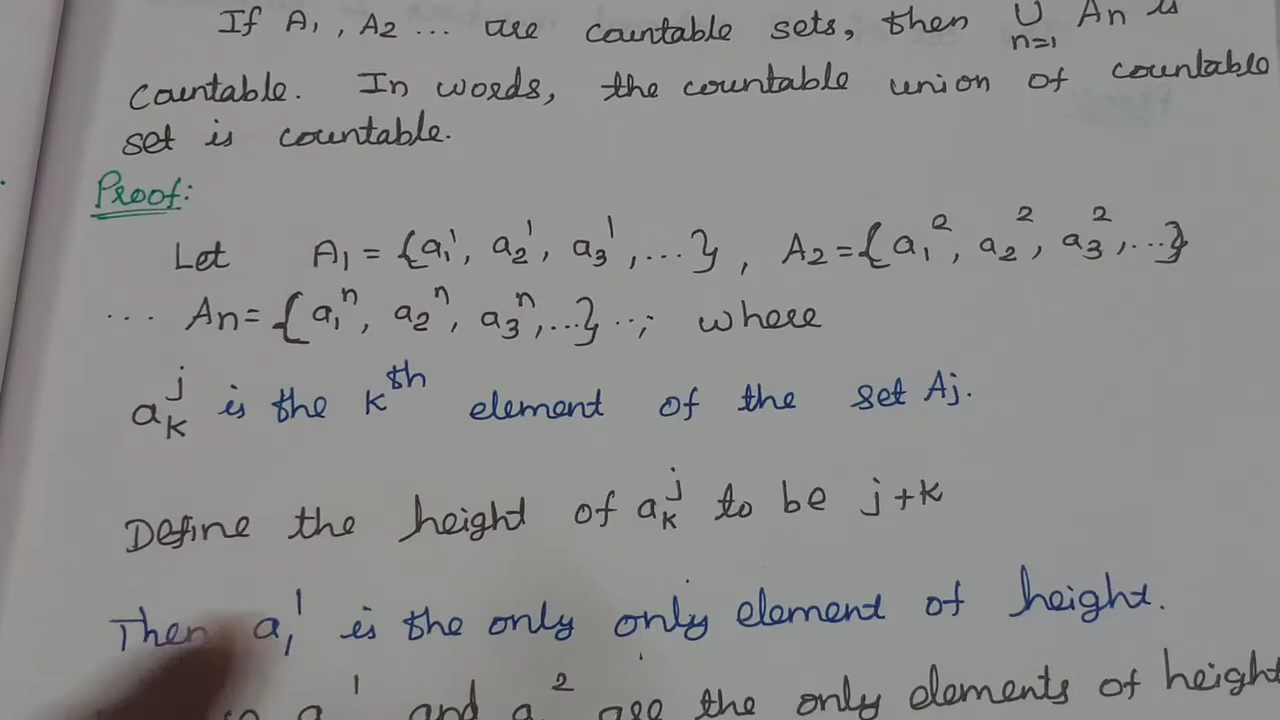 If A₁, A₂ ... are countable sets, then ∪ₙ₌₁ Aₙ is
countable. In words, the countable union of countable
set is countable.
Proof:
Let A₁ = {a₁¹, a₂¹, a₃¹, ...}, A₂ = {a₁², a₂², a₃², ...}
... Aₙ = {a₁ⁿ, a₂ⁿ, a₃ⁿ, ...} ..; where
aₖʲ is the kᵗʰ element of the set Aⱼ.
Define the height of aₖʲ to be j+k
Then a₁¹ is the only only element of height.
a ¹ and a ² are the only elements of height